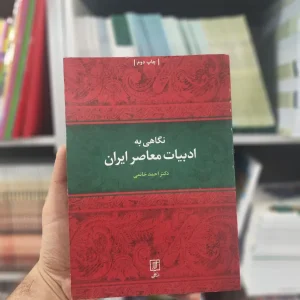 | چاپ دوم |
نگاهی به
ادبیات معاصر ایران
دکتر احمد خاتمی